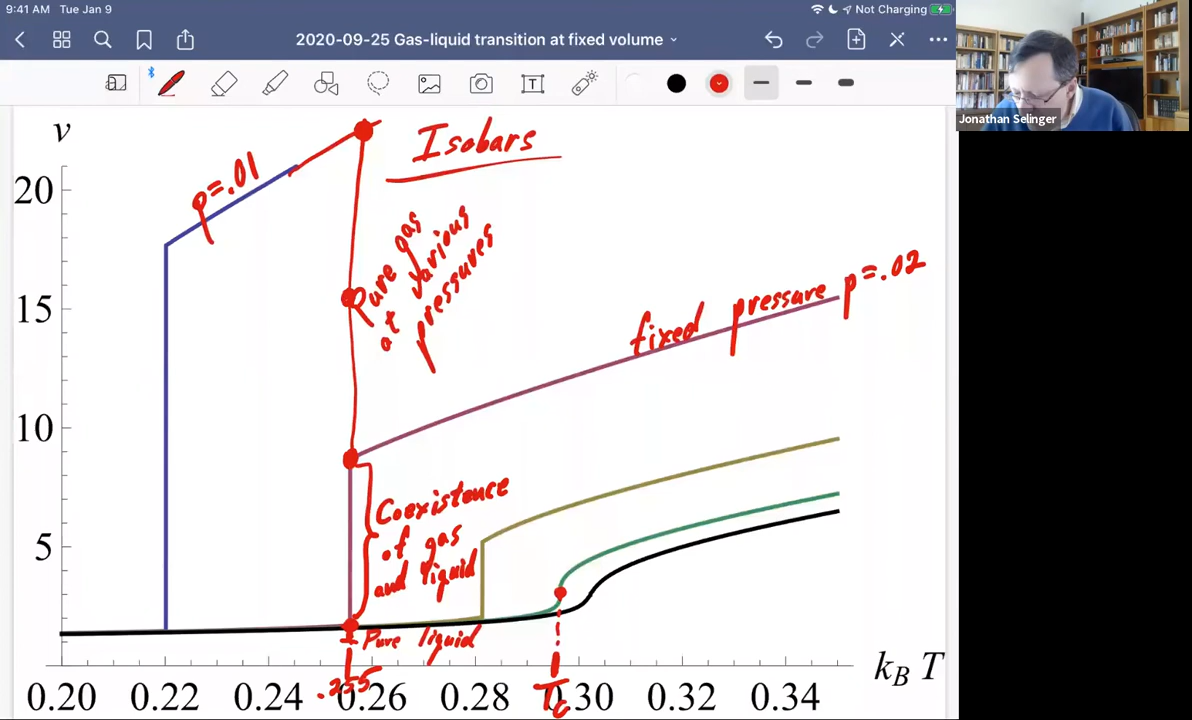 9:41 AM Tue Jan 9
Not Charging
2020-09-25 Gas-liquid transition at fixed volume
T
Jonathan Selinger
v
20
15
10
5
p=.01
Isobars
Pure gas
at various
pressures
fixed pressure p=.02
Coexistence
of gas
and liquid
Pure liquid
.255
Tc
0.20 0.22 0.24 0.26 0.28 0.30 0.32 0.34
k_B T